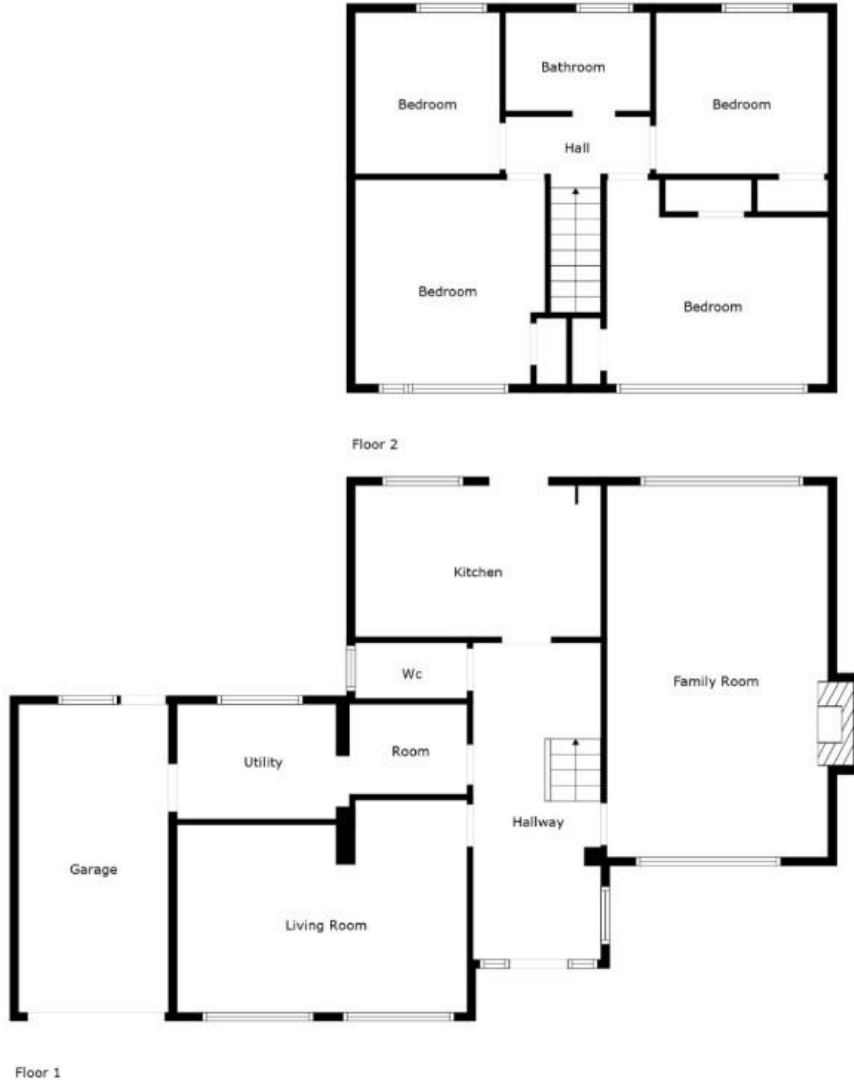 Bathroom
Bedroom
Bedroom
Hall
Bedroom
Bedroom
Floor 2
Kitchen
Wc
Family Room
Room
Utility
Hallway
Garage
Living Room
Floor 1